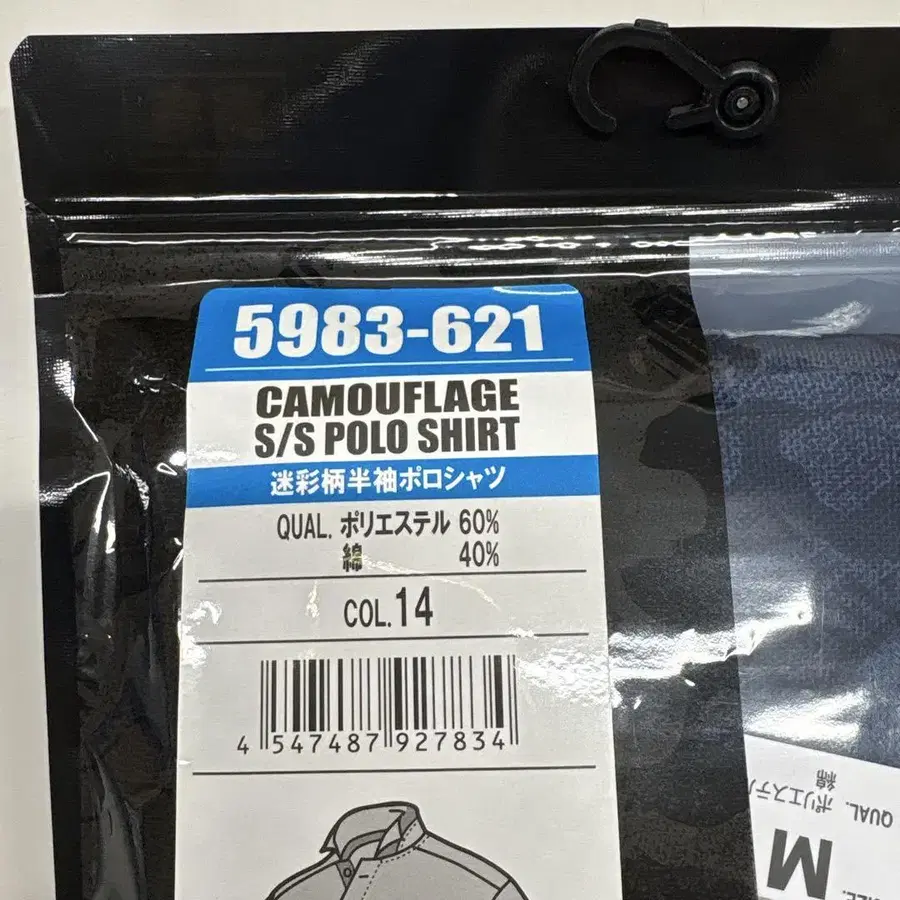 5983-621
CAMOUFLAGE
S/S POLO SHIRT
迷彩柄半袖ポロシャツ
QUAL. ポリエステル 60%
綿 40%
COL. 14
4 547487 927834
QUAL. ポリエステル
綿
M